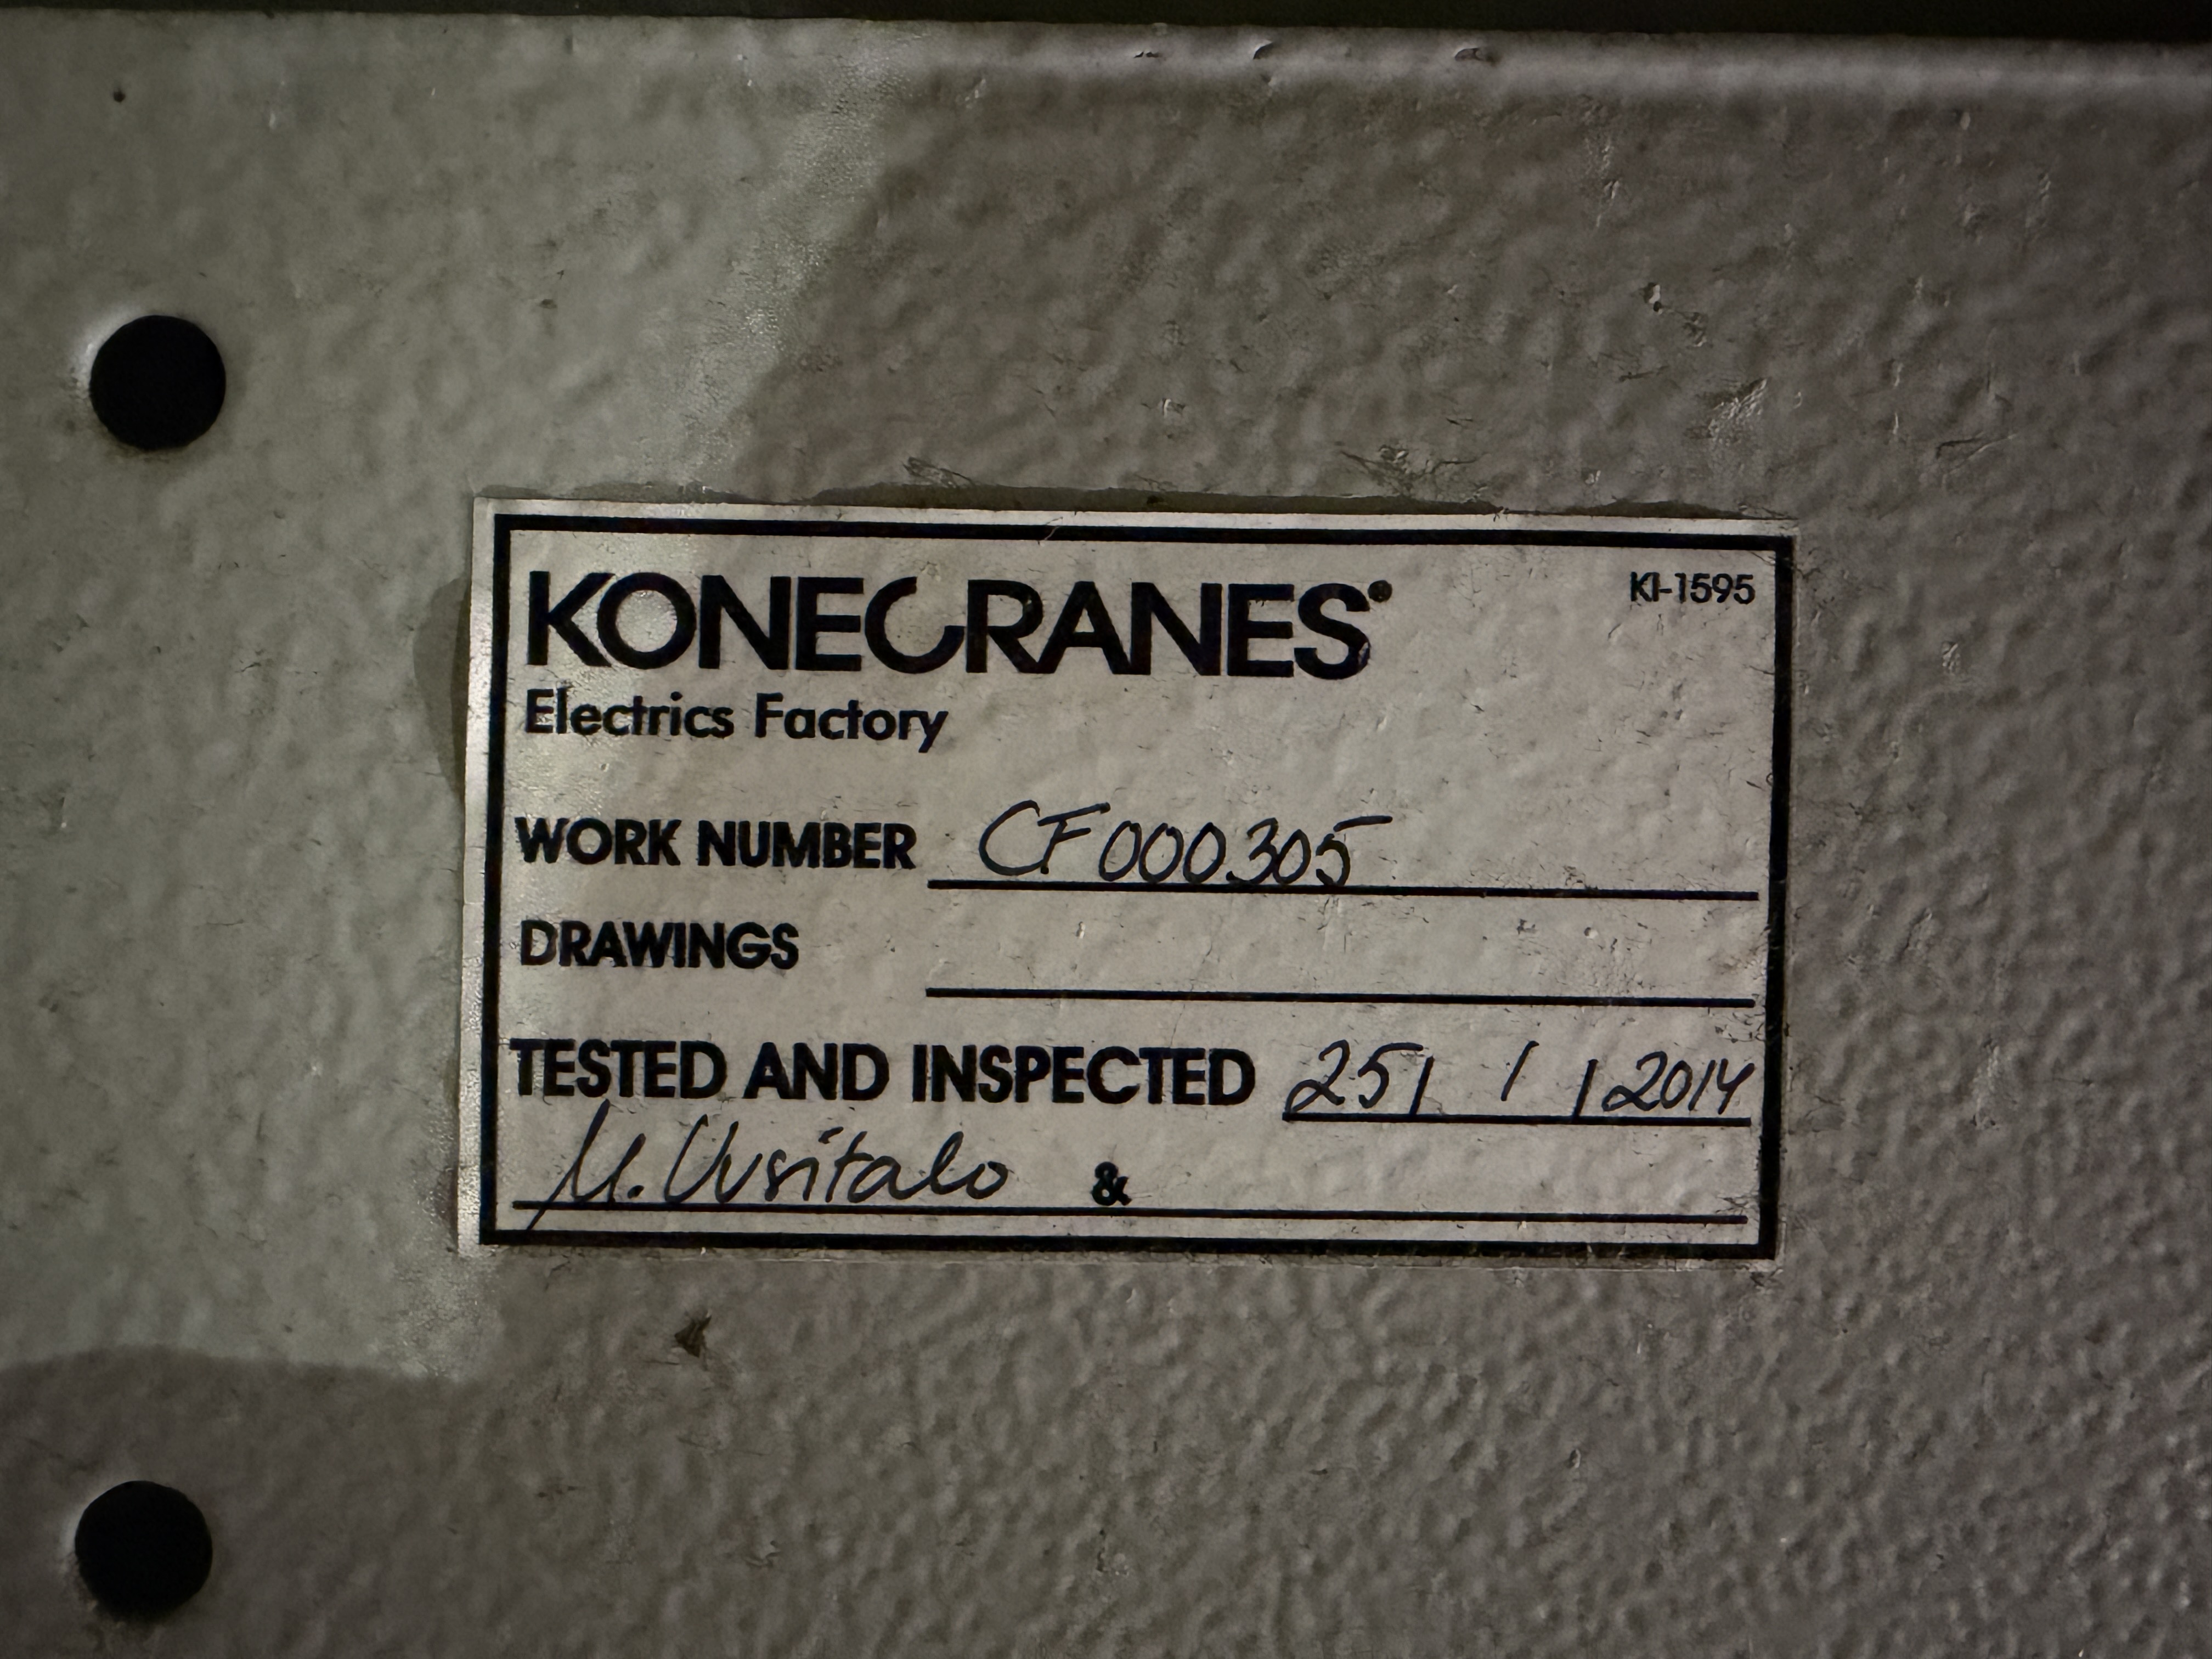 KONECRANES
KI-1595
Electrics Factory
WORK NUMBER CF000305
DRAWINGS
TESTED AND INSPECTED 25/ 1 /2014
M. Uusitalo &